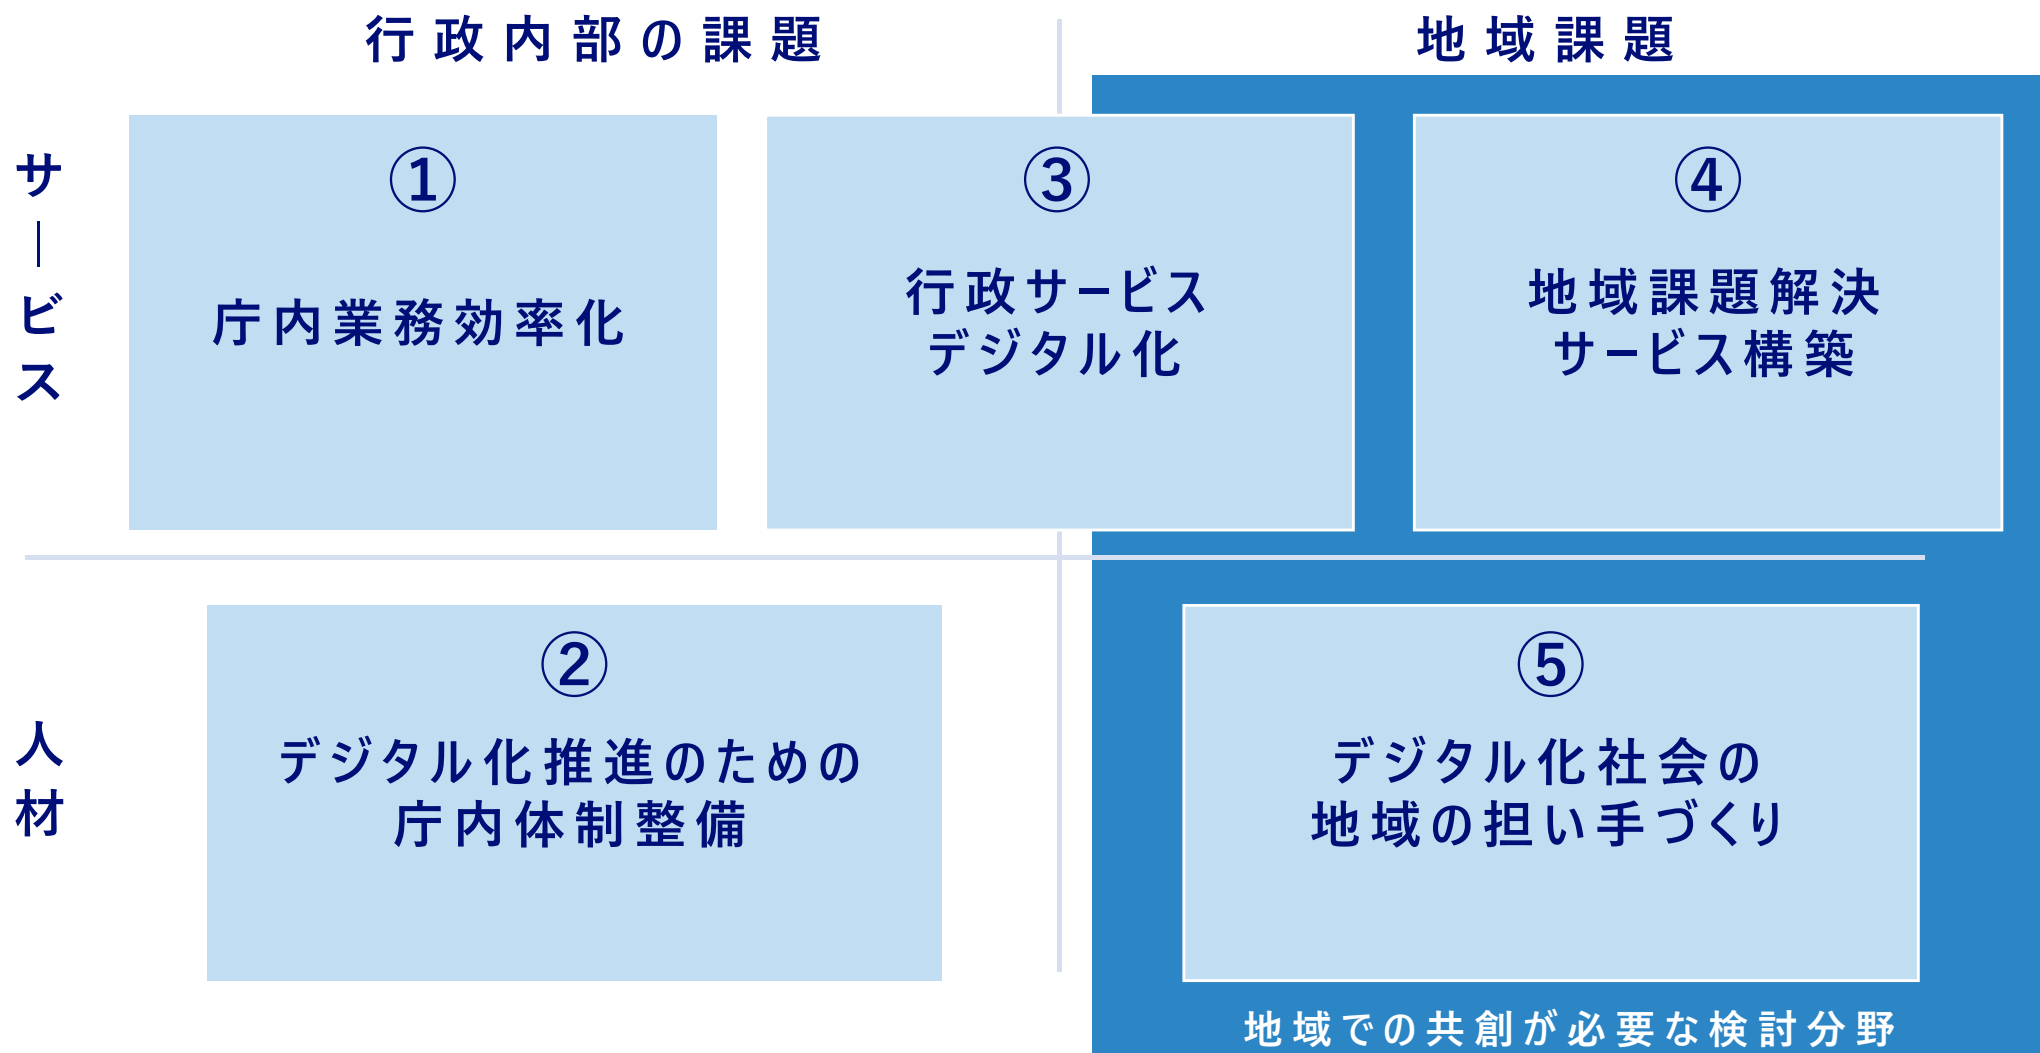 行政内部の課題
地域課題
サービス
①
庁内業務効率化
③
行政サービス
デジタル化
④
地域課題解決
サービス構築
人材
②
デジタル化推進のための
庁内体制整備
⑤
デジタル化社会の
地域の担い手づくり
地域での共創が必要な検討分野